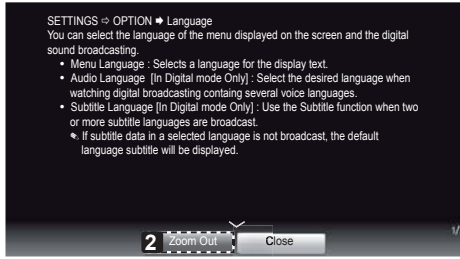 SETTINGS ⇨ OPTION ➡ Language
You can select the language of the menu displayed on the screen and the digital
sound broadcasting.
• Menu Language : Selects a language for the display text.
• Audio Language [In Digital mode Only] : Select the desired language when
watching digital broadcasting containg several voice languages.
• Subtitle Language [In Digital mode Only] : Use the Subtitle function when two
or more subtitle languages are broadcast.
✎ If subtitle data in a selected language is not broadcast, the default
language subtitle will be displayed.
2 Zoom Out Close
1/